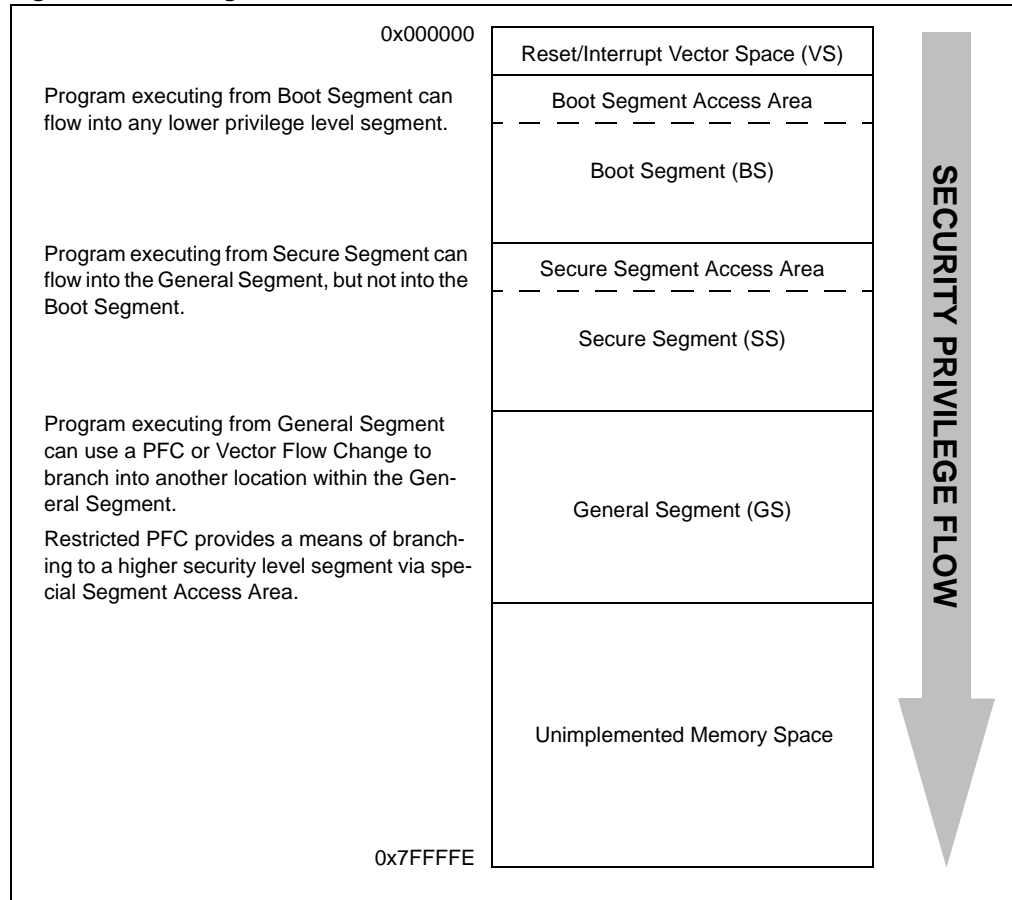 0x000000
Reset/Interrupt Vector Space (VS)
Program executing from Boot Segment can
flow into any lower privilege level segment.
Boot Segment Access Area
Boot Segment (BS)
Program executing from Secure Segment can
flow into the General Segment, but not into the
Boot Segment.
Secure Segment Access Area
Secure Segment (SS)
Program executing from General Segment
can use a PFC or Vector Flow Change to
branch into another location within the Gen-
eral Segment.
Restricted PFC provides a means of branch-
ing to a higher security level segment via spe-
cial Segment Access Area.
General Segment (GS)
Unimplemented Memory Space
0x7FFFFE
SECURITY PRIVILEGE FLOW